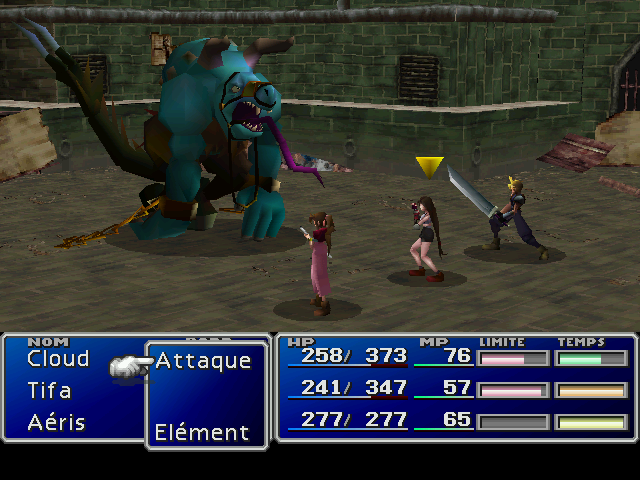 NOM
Cloud
Tifa
Aéris
Attaque
Elément
HP MP LIMITE TEMPS
258/ 373 76
241/ 347 57
277/ 277 65